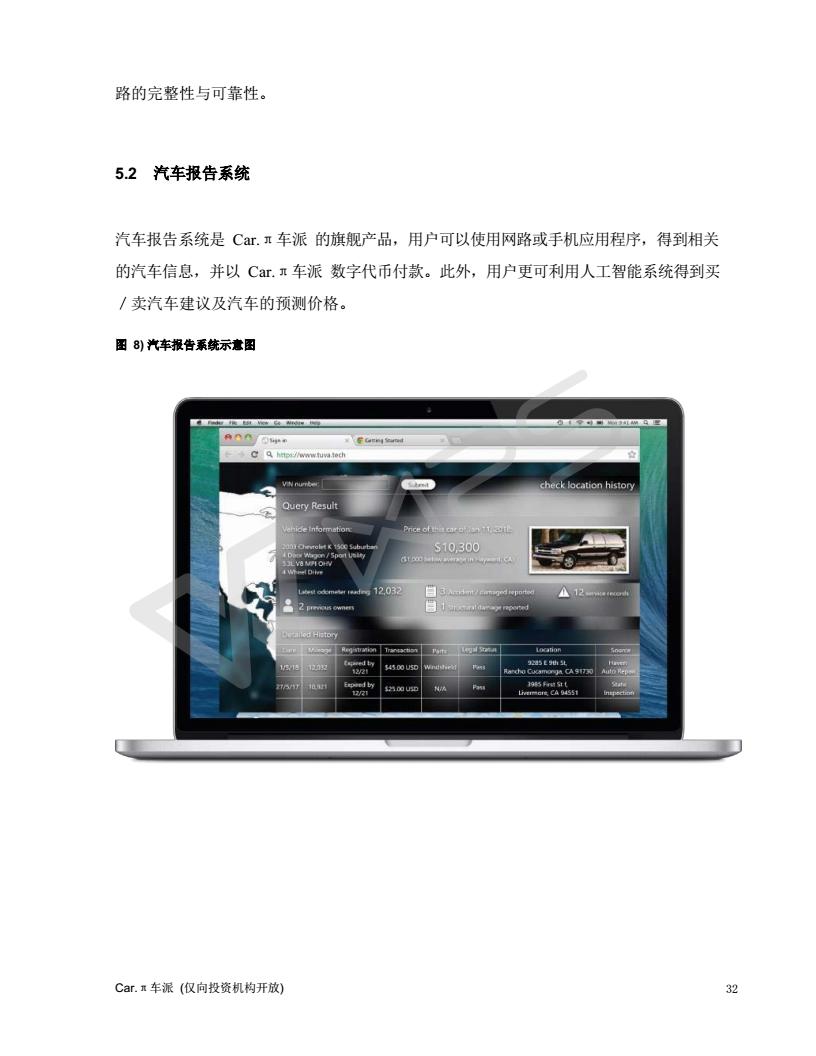 路的完整性与可靠性。
5.2 汽车报告系统
汽车报告系统是 Car.π车派 的旗舰产品，用户可以使用网路或手机应用程序，得到相关
的汽车信息，并以 Car.π车派 数字代币付款。此外，用户更可利用人工智能系统得到买
／卖汽车建议及汽车的预测价格。
图 8) 汽车报告系统示意图
Finder File Edit View Go Window Help Mon 9:41 AM
Sign in Getting Started
https://www.tuva.tech
VIN number: Submit check location history
Query Result
Vehicle Information: Price of this car of Jan 11, 2018:
2003 Chevrolet K 1500 Suburban
4 Door Wagon / Sport Utility
5.3L V8 MPI OHV
4 Wheel Drive
$10,300
($1,000 below average in Hayward, CA)
Latest odometer reading: 12,032 3 Accident / damaged reported 12 service records
2 previous owners 1 Structural damage reported
Detailed History
Date Mileage Registration Transaction Parts Legal Status Location Source
1/5/18 12,032 Expired by 12/21 $45.00 USD Windshield Pass 9285 E 9th St, Rancho Cucamonga, CA 91730 Haven Auto Repair
27/5/17 10,921 Expired by 12/21 $25.00 USD N/A Pass 3985 First St f, Livermore, CA 94551 State Inspection
Car.π车派 (仅向投资机构开放) 32